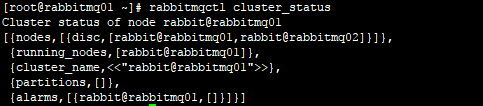 [root@rabbitmq01 ~]# rabbitmqctl cluster_status
Cluster status of node rabbit@rabbitmq01
[{nodes,[{disc,[rabbit@rabbitmq01,rabbit@rabbitmq02]}]},
{running_nodes,[rabbit@rabbitmq01]},
{cluster_name,<<"rabbit@rabbitmq01">>},
{partitions,[]},
{alarms,[{rabbit@rabbitmq01,[]}]}]